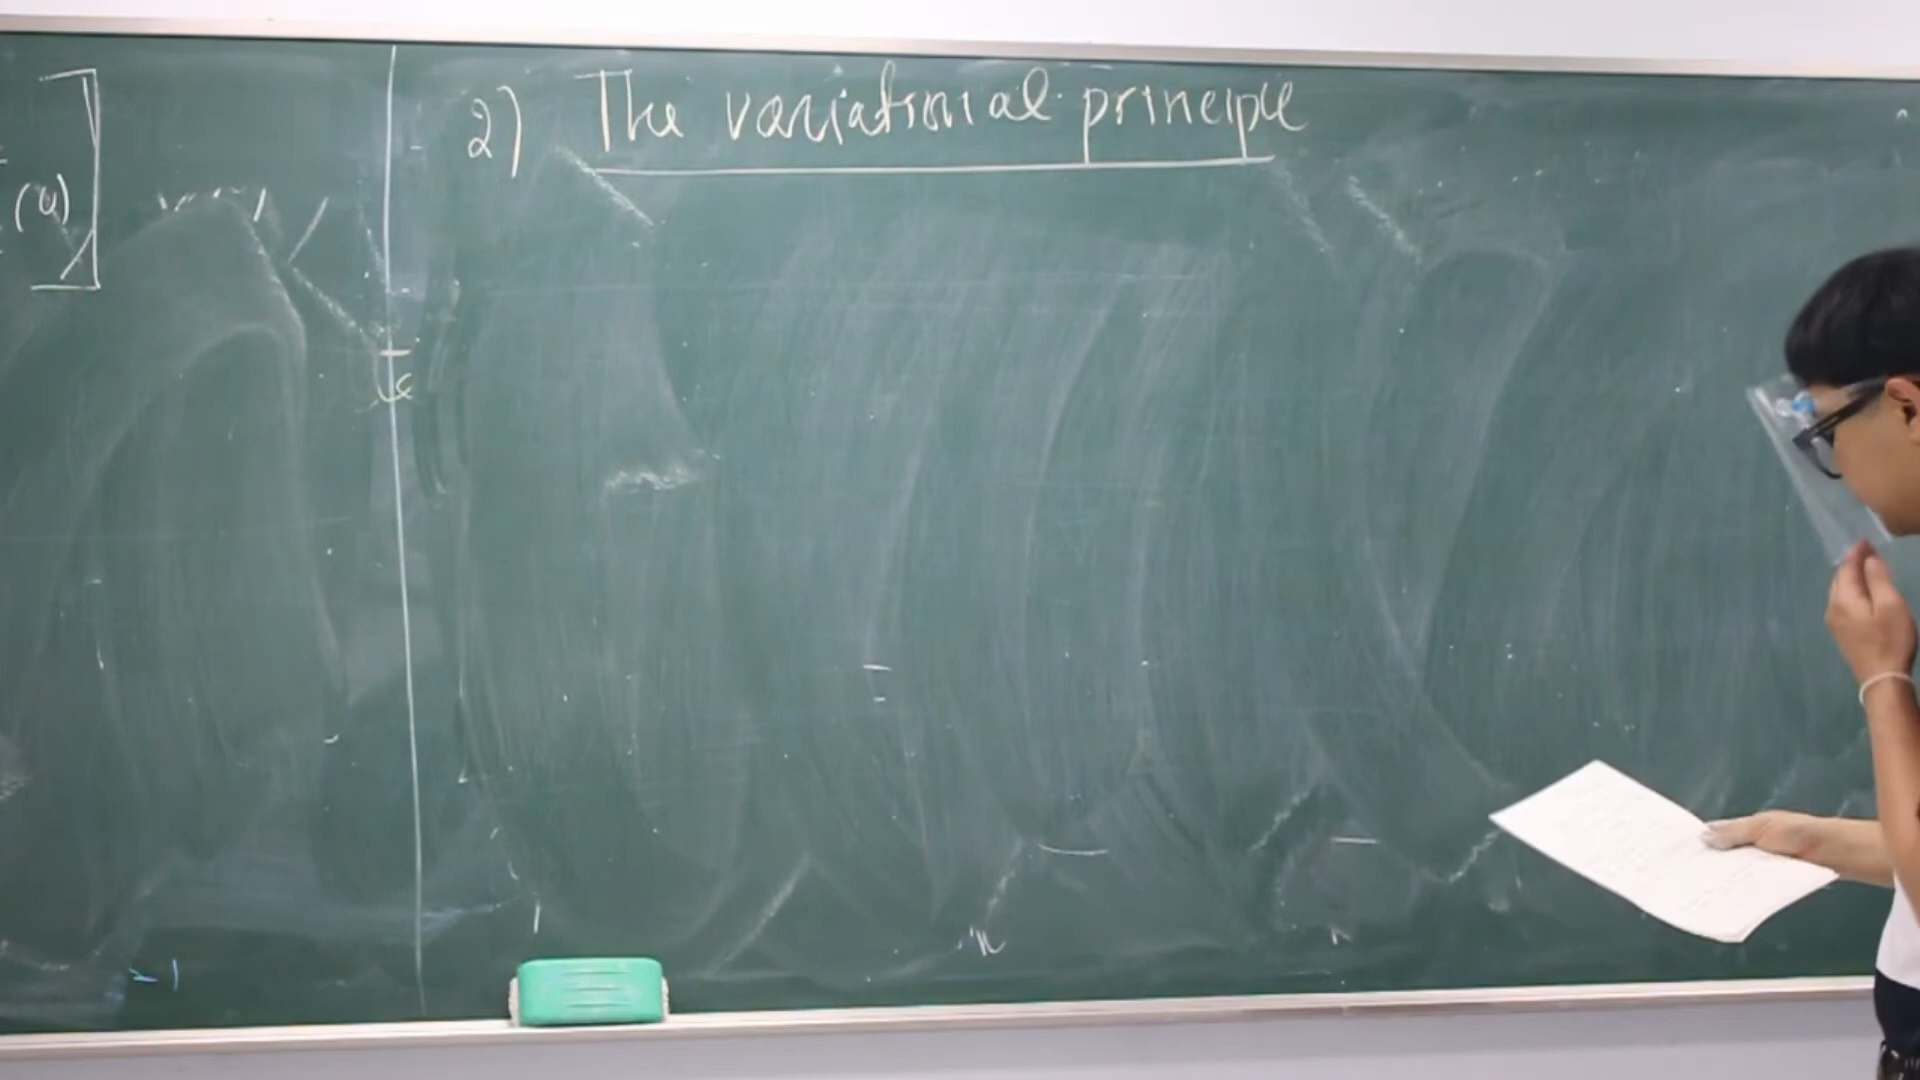 (u)
2) The variational principle